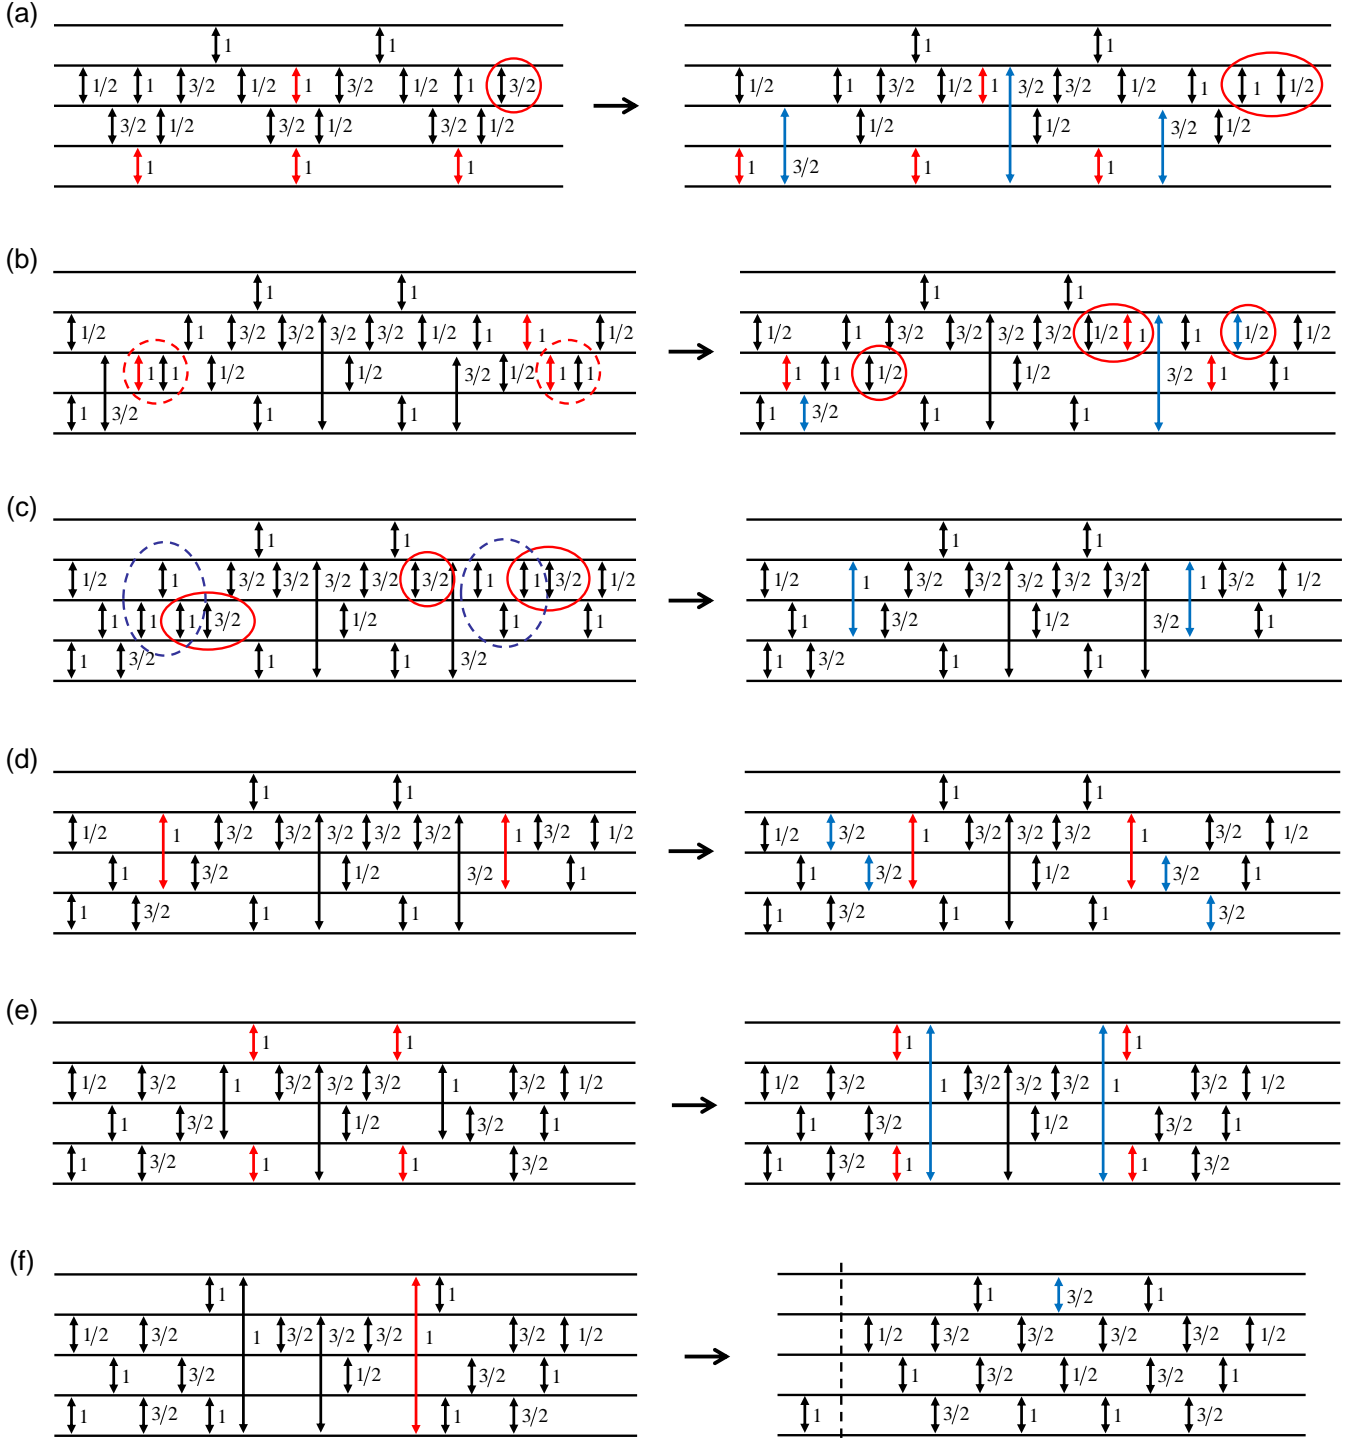 (a)
1 1 1 1
1/2 1 3/2 1/2 1 3/2 1/2 1 3/2 1/2 1 3/2 1/2 1 3/2 3/2 1/2 1 1 1/2
3/2 1/2 3/2 1/2 3/2 1/2 1/2 1/2 3/2 1/2
1 1 1 1 3/2 1 1
(b)
1 1 1 1
1/2 1 3/2 3/2 3/2 3/2 1/2 1 1 1/2 1/2 1 3/2 3/2 3/2 3/2 1/2 1 1 1/2 1/2
1 1 1/2 1/2 3/2 1/2 1 1 1 1 1/2 1/2 3/2 1 1
1 3/2 1 1 1 3/2 1 1
(c)
1 1 1 1
1/2 1 3/2 3/2 3/2 3/2 3/2 1 1 3/2 1/2 1/2 1 3/2 3/2 3/2 3/2 3/2 1 3/2 1/2
1 1 1 3/2 1/2 1 1 1 3/2 1/2 3/2 1
1 3/2 1 1 3/2 1 3/2 1 1
(d)
1 1 1 1
1/2 1 3/2 3/2 3/2 3/2 3/2 1 3/2 1/2 1/2 3/2 1 3/2 3/2 3/2 1 3/2 1/2
1 3/2 1/2 3/2 1 1 3/2 1/2 3/2 1
1 3/2 1 1 1 3/2 1 1 3/2
(e)
1 1 1 1
1/2 3/2 1 3/2 3/2 3/2 1 3/2 1/2 1/2 3/2 1 3/2 3/2 3/2 1 3/2 1/2
1 3/2 1/2 3/2 1 1 3/2 1/2 3/2 1
1 3/2 1 1 3/2 1 3/2 1 1 3/2
(f)
1 1 1 3/2 1
1/2 3/2 1 3/2 3/2 3/2 1 3/2 1/2 1/2 3/2 3/2 3/2 3/2 1/2
1 3/2 1/2 3/2 1 1 3/2 1/2 3/2 1
1 3/2 1 1 3/2 1 3/2 1 1 3/2